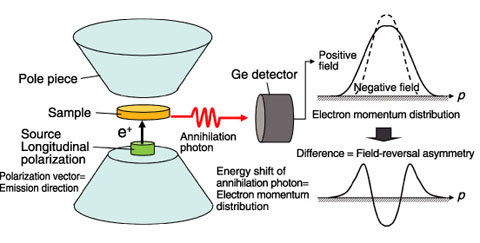 Pole piece
Sample
e+
Source
Longitudinal
polarization
Polarization vector=
Emission direction
Annihilation
photon
Ge detector
Energy shift of
annihilation photon=
Electron momentum
distribution
Positive
field
Negative field
p
Electron momentum distribution
Difference = Field-reversal asymmetry
p